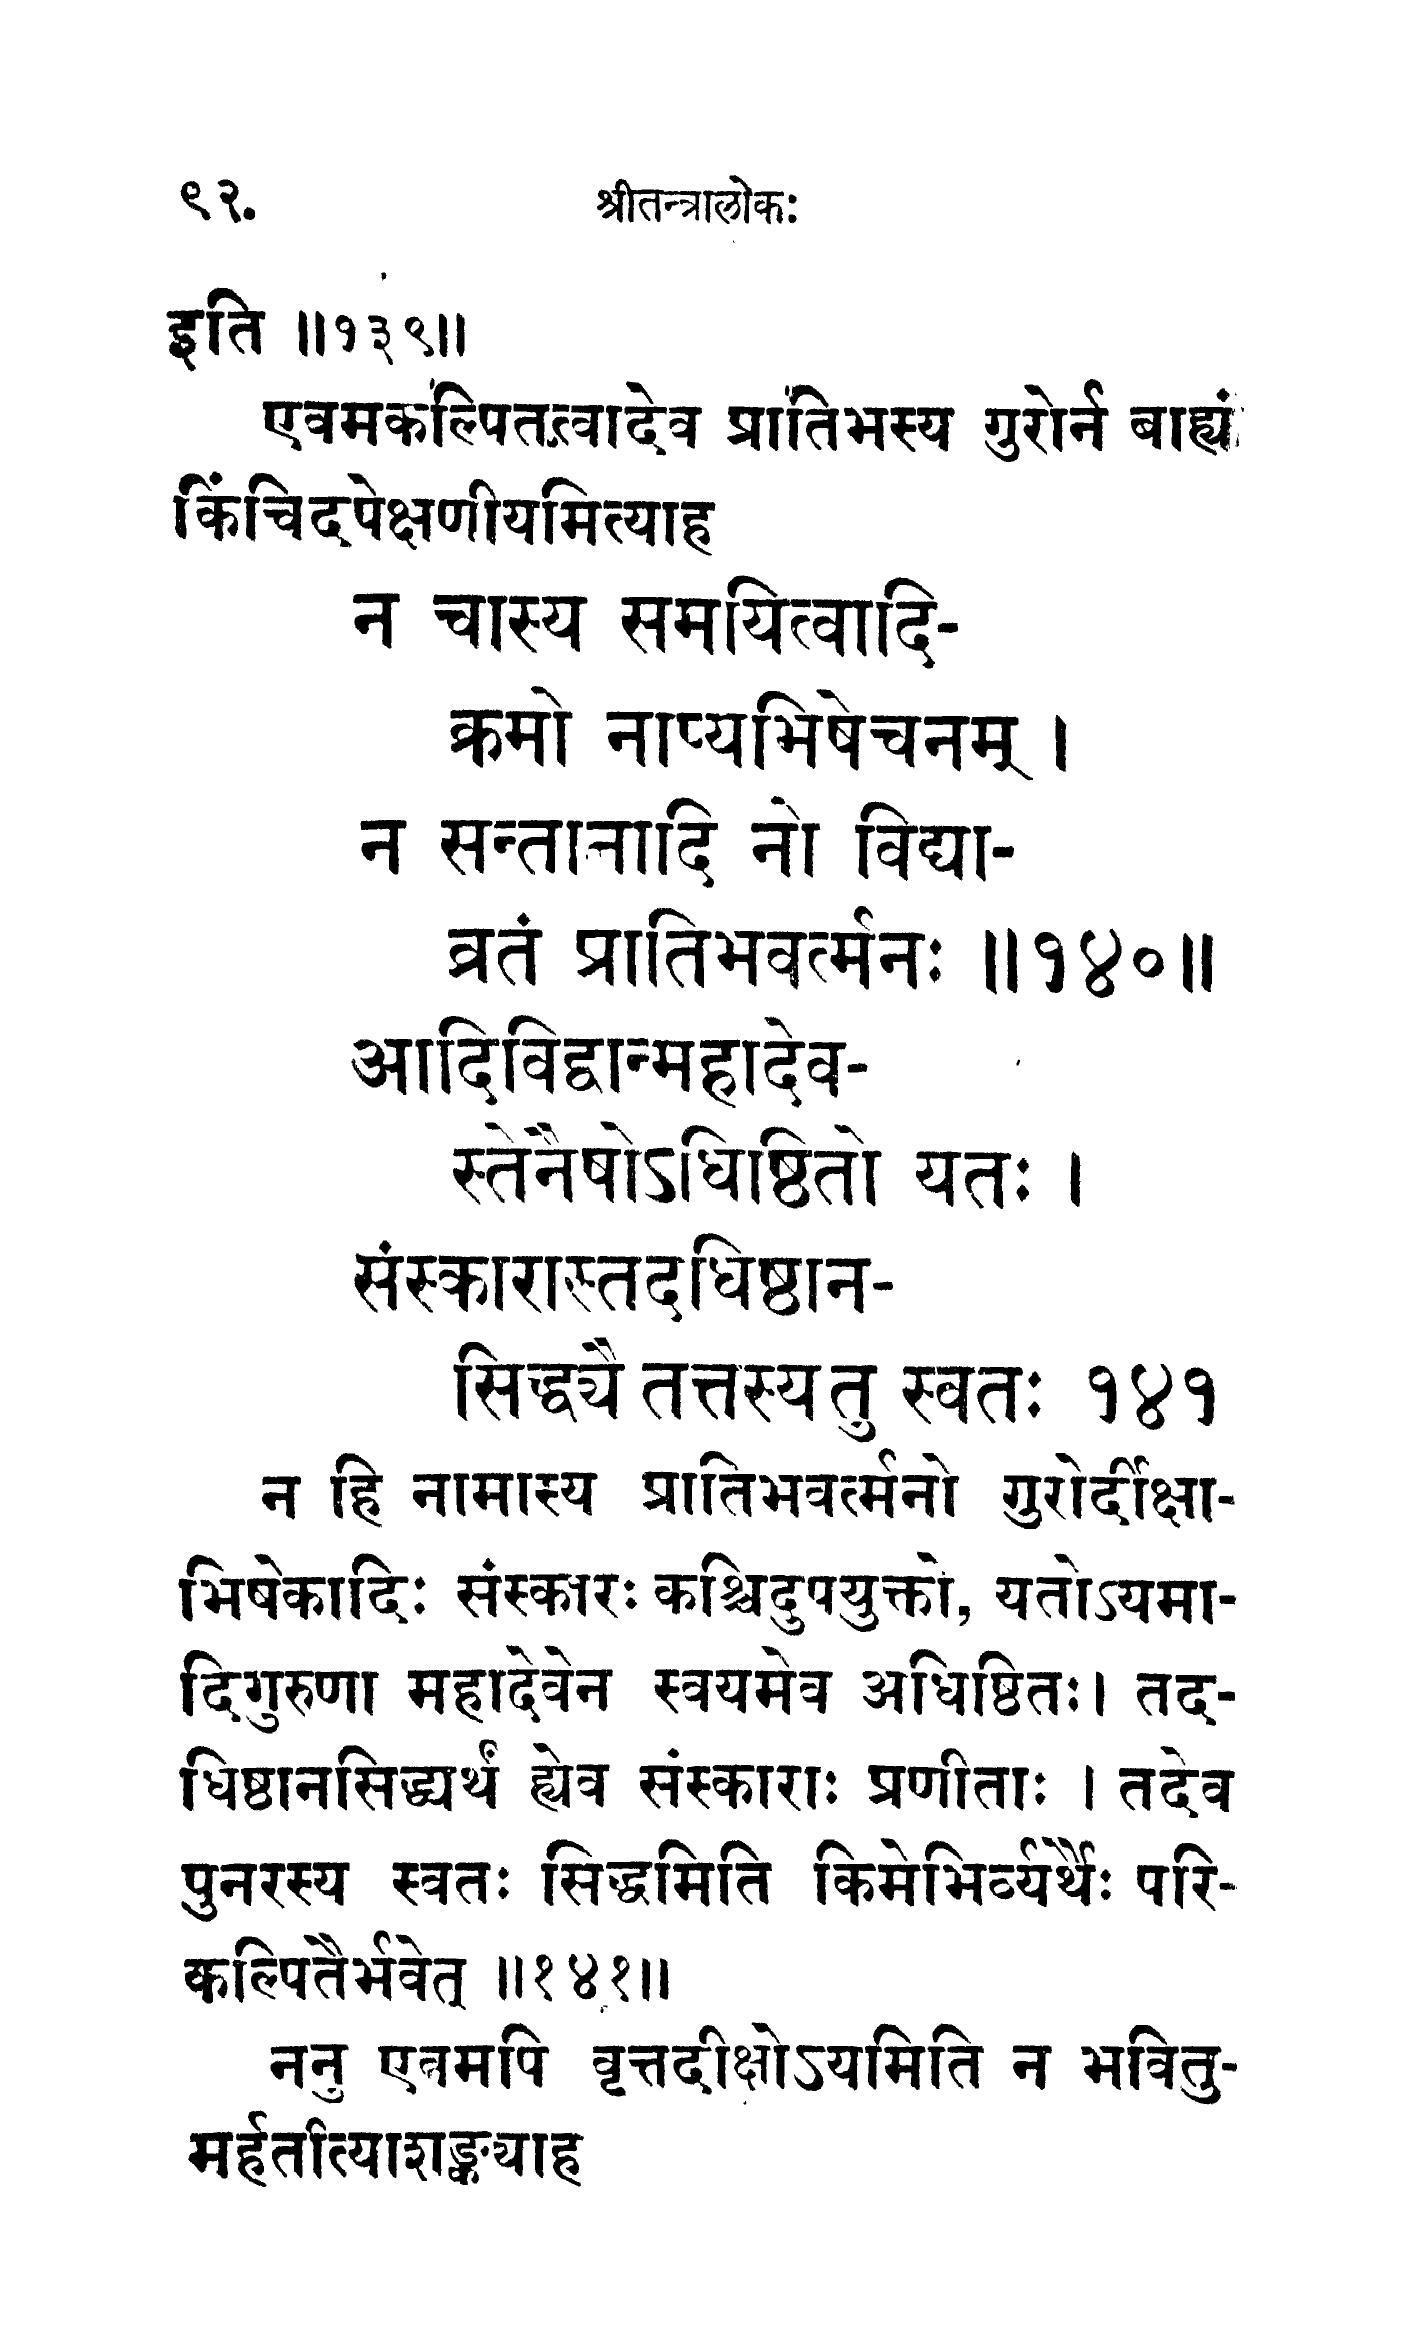 ९२. श्रीतन्त्रालोकः
इति ॥१३९॥
एवमकल्पितत्वादेव प्रातिभस्य गुरोर्न बाह्यं
किंचिदपेक्षणीयमित्याह
न चास्य समयित्वादि-
क्रमो नाप्यभिषेचनम् ।
न सन्तानादि नो विद्या-
व्रतं प्रातिभवर्त्मनः ॥१४०॥
आदिविद्वान्महादेव-
स्तेनैषोऽधिष्ठितो यतः ।
संस्कारास्तदधिष्ठान-
सिद्ध्यै तत्तस्य तु स्वतः १४१
न हि नामास्य प्रातिभवर्त्मनो गुरोर्दीक्षा-
भिषेकादिः संस्कारः कश्चिदुपयुक्तो, यतोऽयमा-
दिगुरुणा महादेवेन स्वयमेव अधिष्ठितः। तद-
धिष्ठानसिद्ध्यर्थं ह्येव संस्काराः प्रणीताः । तदेव
पुनरस्य स्वतः सिद्धमिति किमेभिर्व्यर्थैः परि-
कल्पितैर्भवेत् ॥१४१॥
ननु एवमपि वृत्तदीक्षोऽयमिति न भवितु-
मर्हतीत्याशङ्क्याह